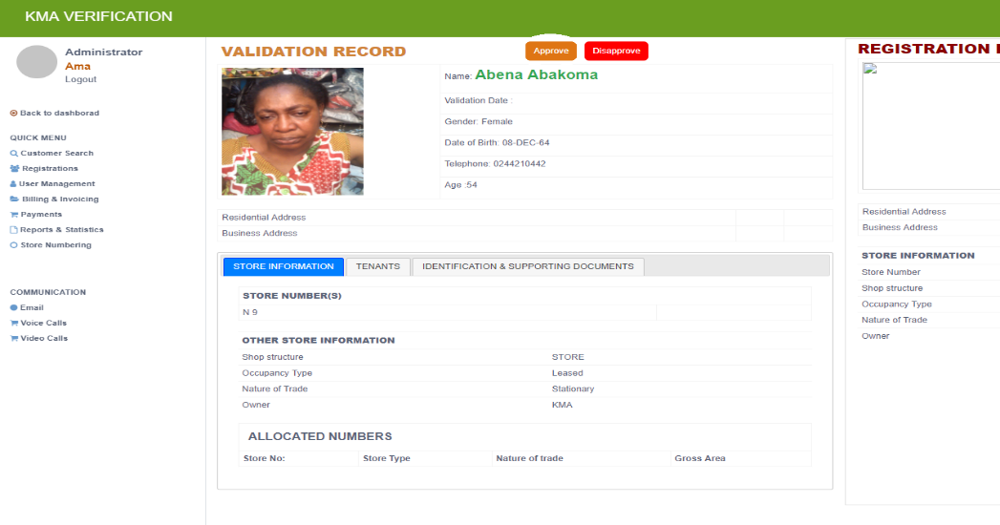 KMA VERIFICATION
Administrator
Ama
Logout
Back to dashborad
QUICK MENU
Customer Search
Registrations
User Management
Billing & Invoicing
Payments
Reports & Statistics
Store Numbering
COMMUNICATION
Email
Voice Calls
Video Calls
VALIDATION RECORD
Approve
Disapprove
Name: Abena Abakoma
Validation Date :
Gender: Female
Date of Birth: 08-DEC-64
Telephone: 0244210442
Age :54
Residential Address
Business Address
STORE INFORMATION TENANTS IDENTIFICATION & SUPPORTING DOCUMENTS
STORE NUMBER(S)
N 9
OTHER STORE INFORMATION
Shop structure STORE
Occupancy Type Leased
Nature of Trade Stationary
Owner KMA
ALLOCATED NUMBERS
Store No: Store Type Nature of trade Gross Area
REGISTRATION
Residential Address
Business Address
STORE INFORMATION
Store Number
Shop structure
Occupancy Type
Nature of Trade
Owner